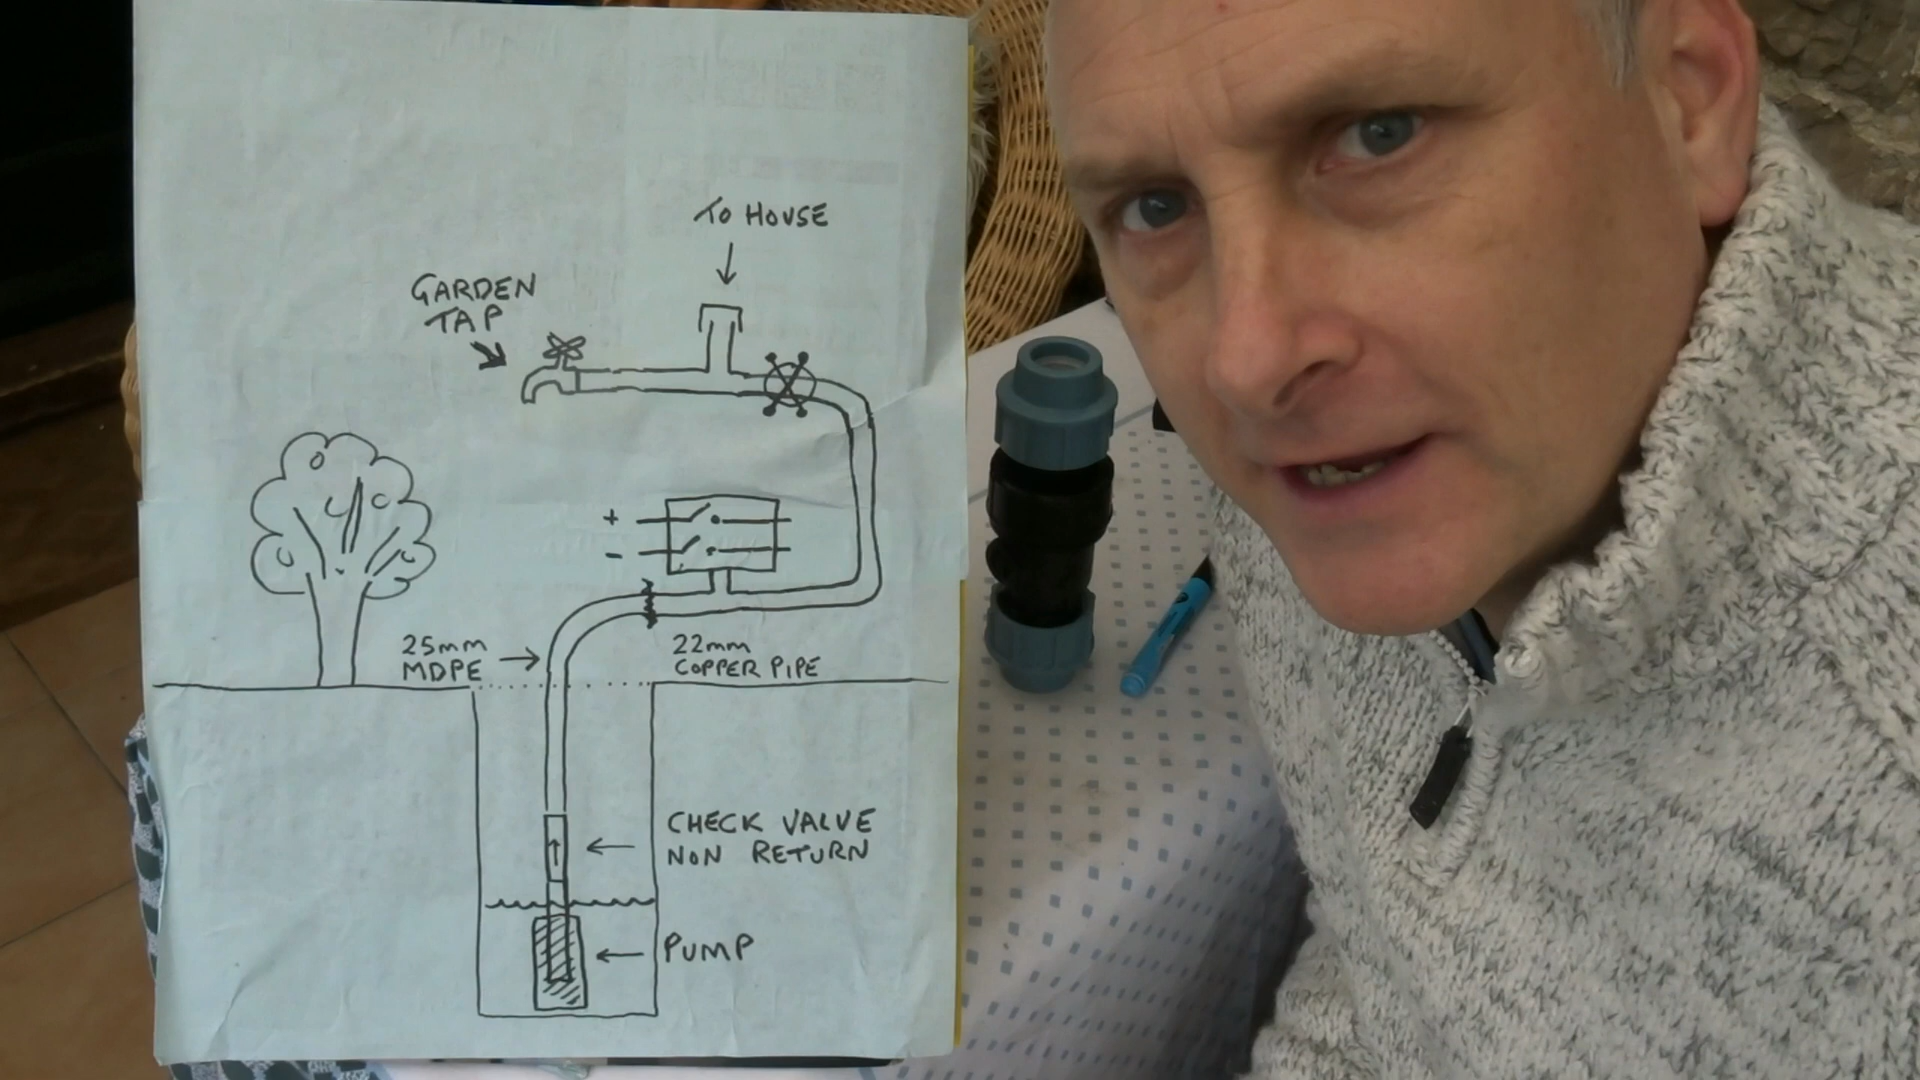 TO HOUSE
GARDEN
TAP
+
-
25mm
MDPE
22mm
COPPER PIPE
CHECK VALVE
NON RETURN
PUMP